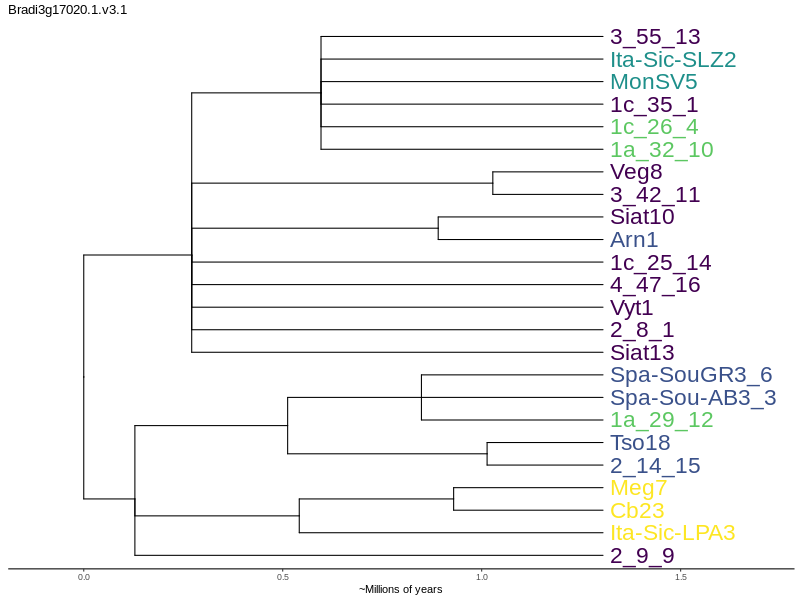 Bradi3g17020.1.v3.1
3_55_13
Ita-Sic-SLZ2
MonSV5
1c_35_1
1c_26_4
1a_32_10
Veg8
3_42_11
Siat10
Arn1
1c_25_14
4_47_16
Vyt1
2_8_1
Siat13
Spa-SouGR3_6
Spa-Sou-AB3_3
1a_29_12
Tso18
2_14_15
Meg7
Cb23
Ita-Sic-LPA3
2_9_9
0.0 0.5 1.0 1.5
~Millions of years